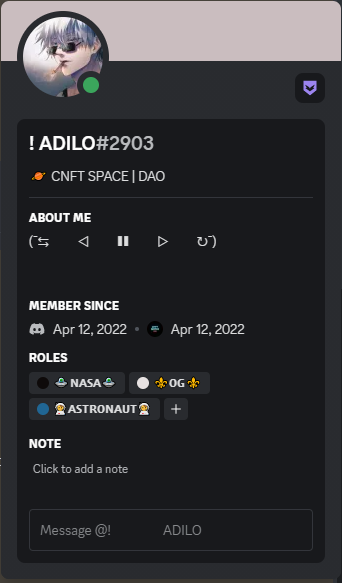 ! ADILO#2903
🪐 CNFT SPACE | DAO
ABOUT ME
(¯⇆ ◁ ❚❚ ▷ ↻¯)
MEMBER SINCE
Apr 12, 2022 • Apr 12, 2022
ROLES
🛸NASA🛸 ⚜OG⚜
👨‍🚀ASTRONAUT👨‍🚀 +
NOTE
Click to add a note
Message @! ADILO